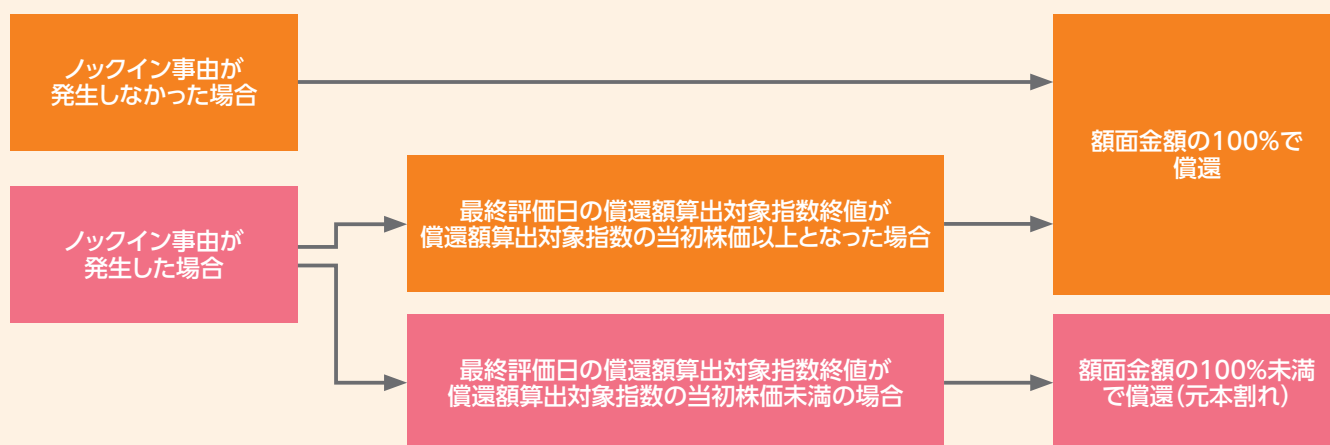 ノックイン事由が
発生しなかった場合
額面金額の100%で
償還
ノックイン事由が
発生した場合
最終評価日の償還額算出対象指数終値が
償還額算出対象指数の当初株価以上となった場合
最終評価日の償還額算出対象指数終値が
償還額算出対象指数の当初株価未満の場合
額面金額の100%未満
で償還(元本割れ)